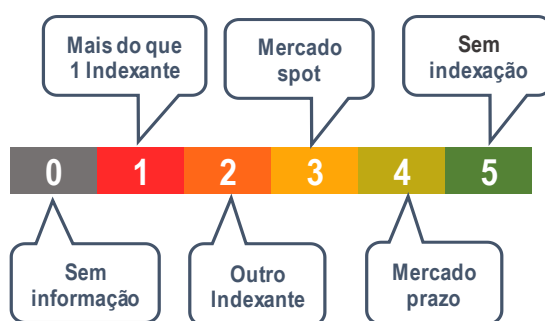 Mais do que
1 Indexante
Mercado
spot
Sem
indexação
0 1 2 3 4 5
Sem
informação
Outro
Indexante
Mercado
prazo